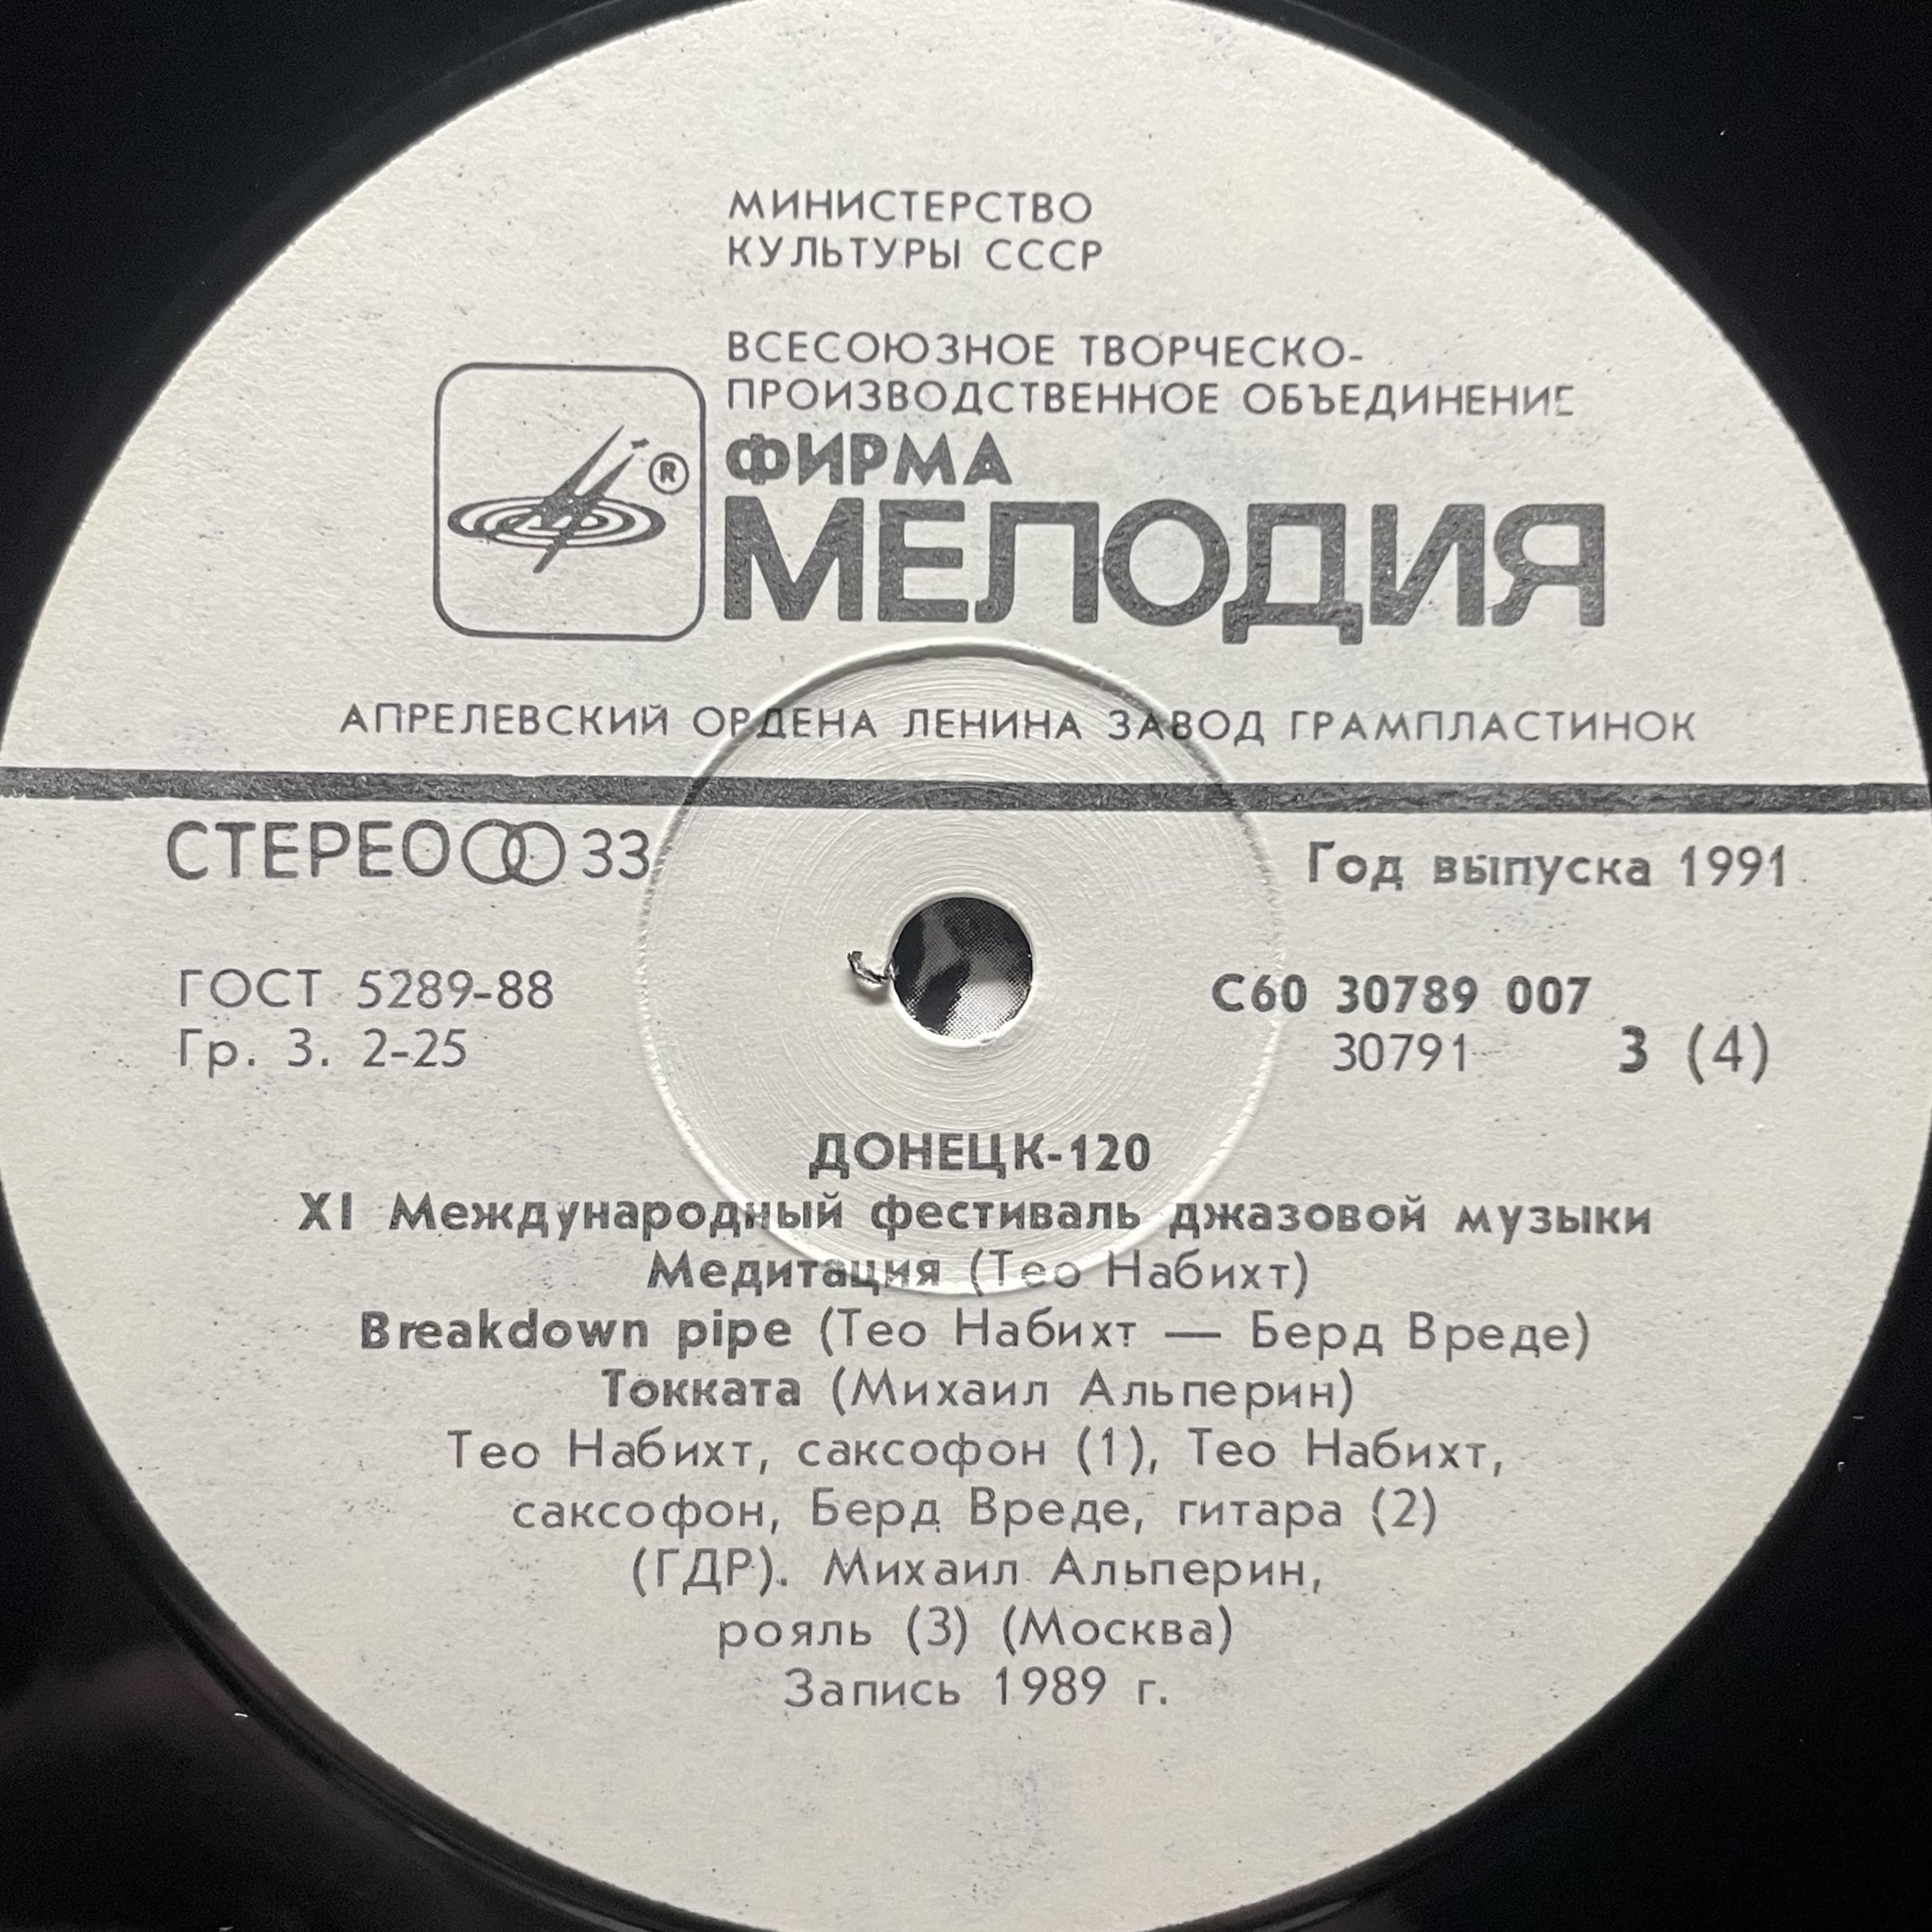 МИНИСТЕРСТВО
КУЛЬТУРЫ СССР
ВСЕСОЮЗНОЕ ТВОРЧЕСКО-
ПРОИЗВОДСТВЕННОЕ ОБЪЕДИНЕНИЕ
ФИРМА
®
МЕЛОДИЯ
АПРЕЛЕВСКИЙ ОРДЕНА ЛЕНИНА ЗАВОД ГРАМПЛАСТИНОК
СТЕРЕО 33
Год выпуска 1991
ГОСТ 5289-88
Гр. 3. 2-25
С60 30789 007
30791 3 (4)
ДОНЕЦК-120
XI Международный фестиваль джазовой музыки
Медитация (Тео Набихт)
Breakdown pipe (Тео Набихт — Берд Вреде)
Токката (Михаил Альперин)
Тео Набихт, саксофон (1), Тео Набихт,
саксофон, Берд Вреде, гитара (2)
(ГДР). Михаил Альперин,
рояль (3) (Москва)
Запись 1989 г.